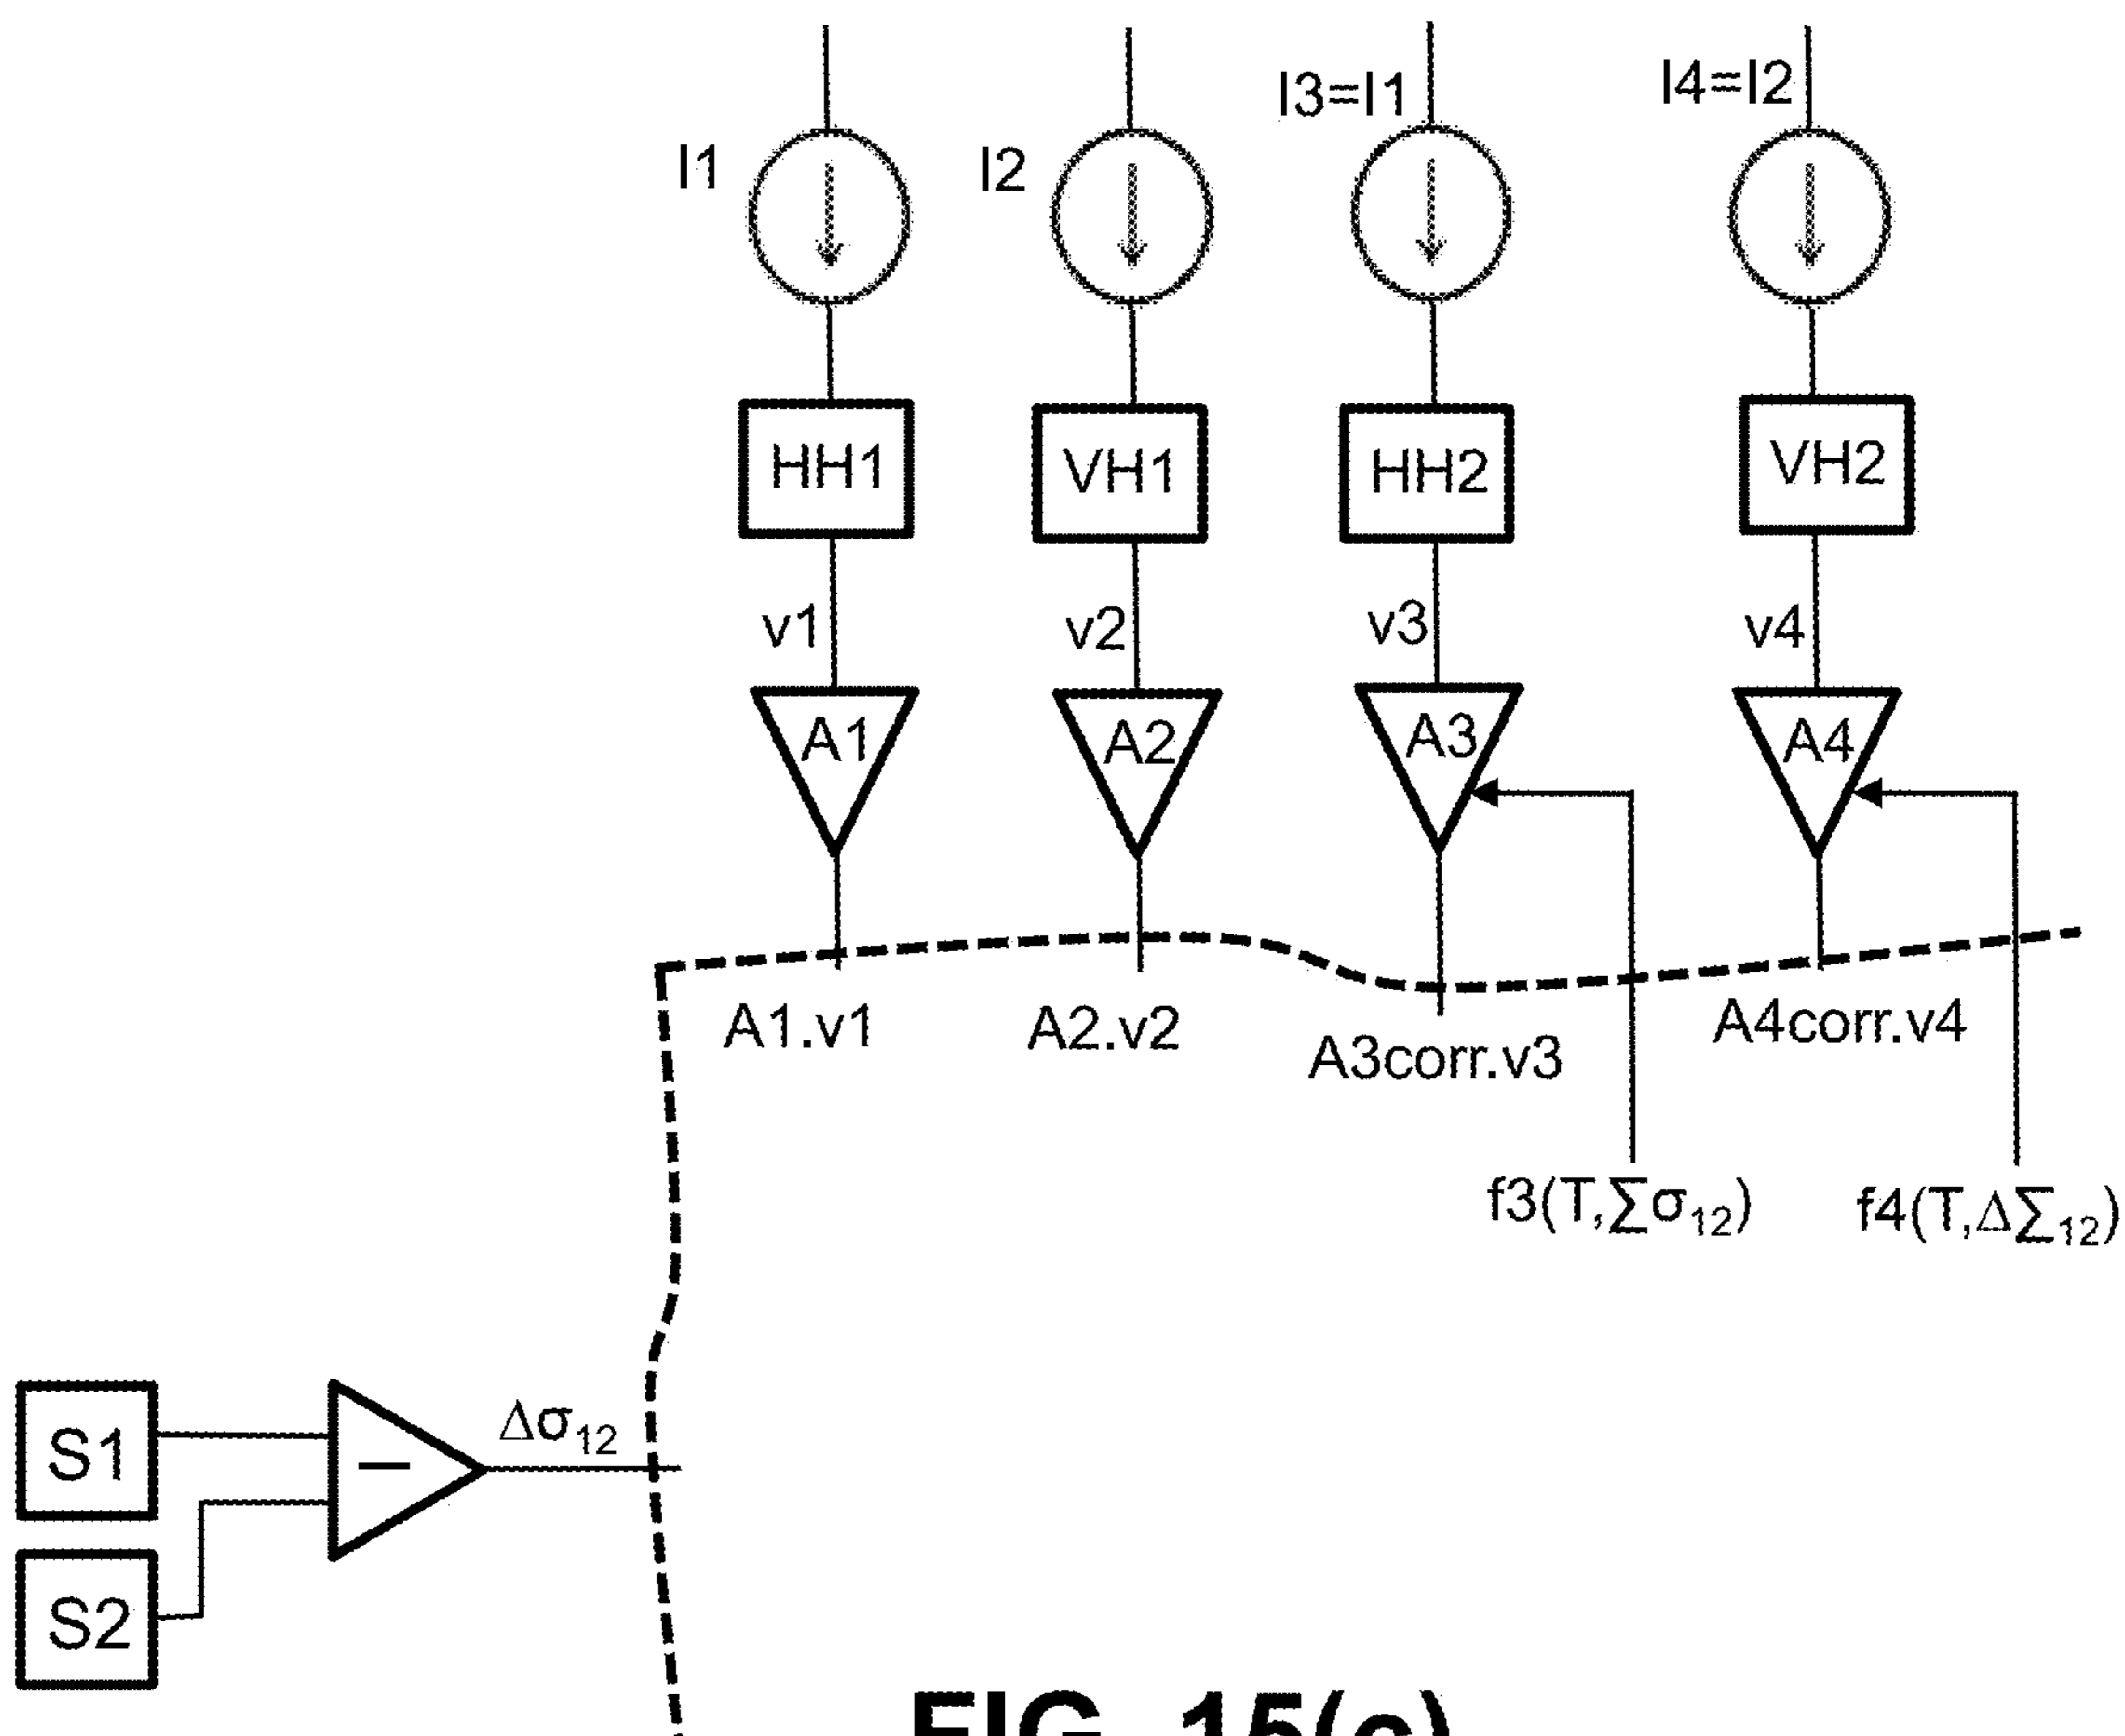 I1
I2
I3=I1
I4=I2
HH1
VH1
HH2
VH2
v1
v2
v3
v4
A1
A2
A3
A4
A1.v1
A2.v2
A3corr.v3
A4corr.v4
f3(T,∑σ₁₂)
f4(T,Δ∑₁₂)
S1
−
Δσ₁₂
S2